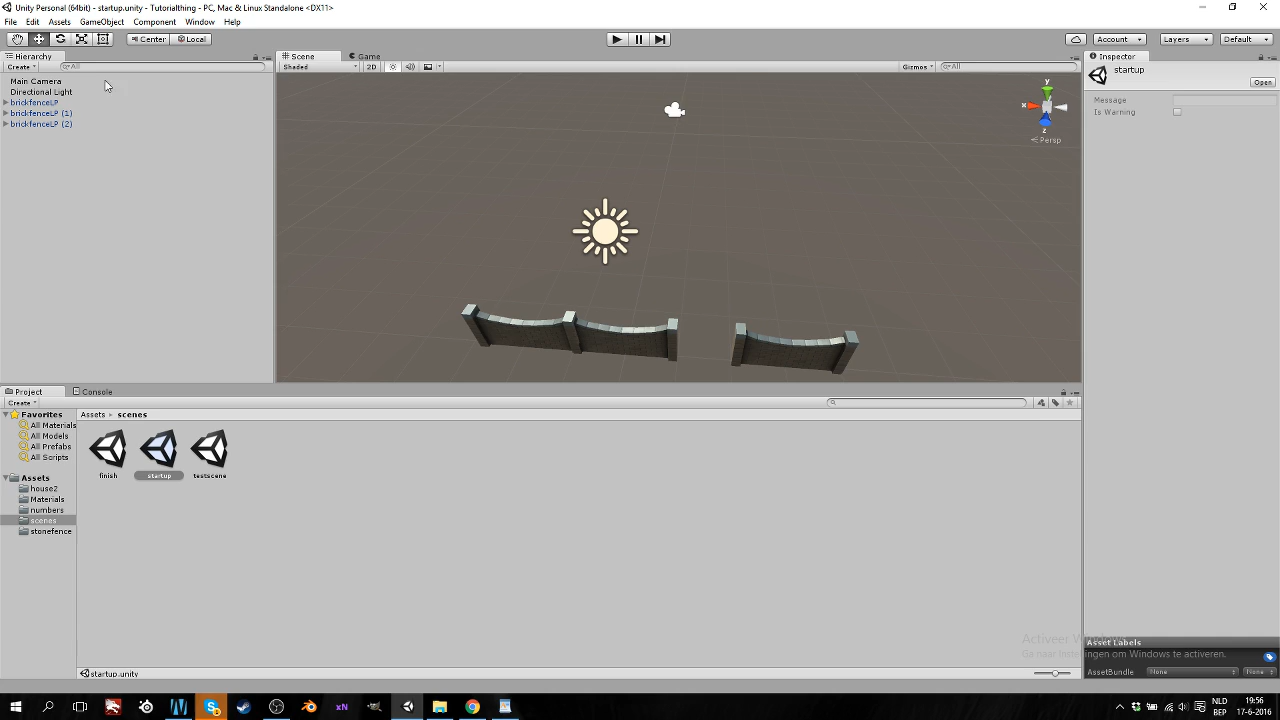 Unity Personal (64bit) - startup.unity - Tutorialthing - PC, Mac & Linux Standalone <DX11>
File Edit Assets GameObject Component Window Help
Center Local Account Layers Default
Hierarchy Scene Game Inspector
Create All Shaded 2D Gizmos All startup
Open
Main Camera
Directional Light
brickfenceLP
brickfenceLP (1)
brickfenceLP (2)
y
x
z
Persp
Message
Is Warning
Project Console
Create
Favorites Assets scenes
All Materials
All Models
All Prefabs
All Scripts
finish startup testscene
Assets
house2
Materials
numbers
scenes
stonefence
Activeer Windows
Ga naar Instellingen om Windows te activeren.
Asset Labels
AssetBundle None None
startup.unity
xN
NLD 19:56
BEP 17-6-2016